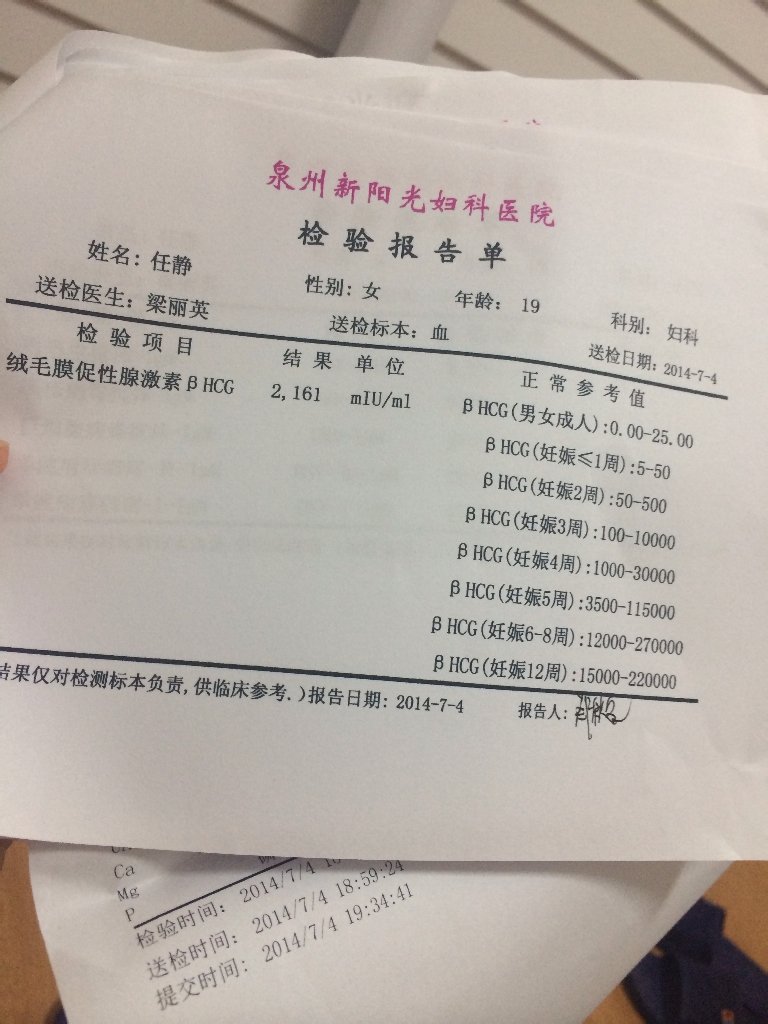 泉州新阳光妇科医院
检验报告单
姓名: 任静 性别: 女 年龄: 19 科别: 妇科
送检医生: 梁丽英 送检标本: 血 送检日期: 2014-7-4
检验项目 结果 单位 正常参考值
绒毛膜促性腺激素βHCG 2,161 mIU/ml βHCG(男女成人):0.00-25.00
βHCG(妊娠≤1周):5-50
βHCG(妊娠2周):50-500
βHCG(妊娠3周):100-10000
βHCG(妊娠4周):1000-30000
βHCG(妊娠5周):3500-115000
βHCG(妊娠6-8周):12000-270000
βHCG(妊娠12周):15000-220000
结果仅对检测标本负责,供临床参考.)报告日期: 2014-7-4 报告人:
Ca
Mg
P
检验时间: 2014/7/4
送检时间: 2014/7/4 18:59:24
提交时间: 2014/7/4 19:34:41